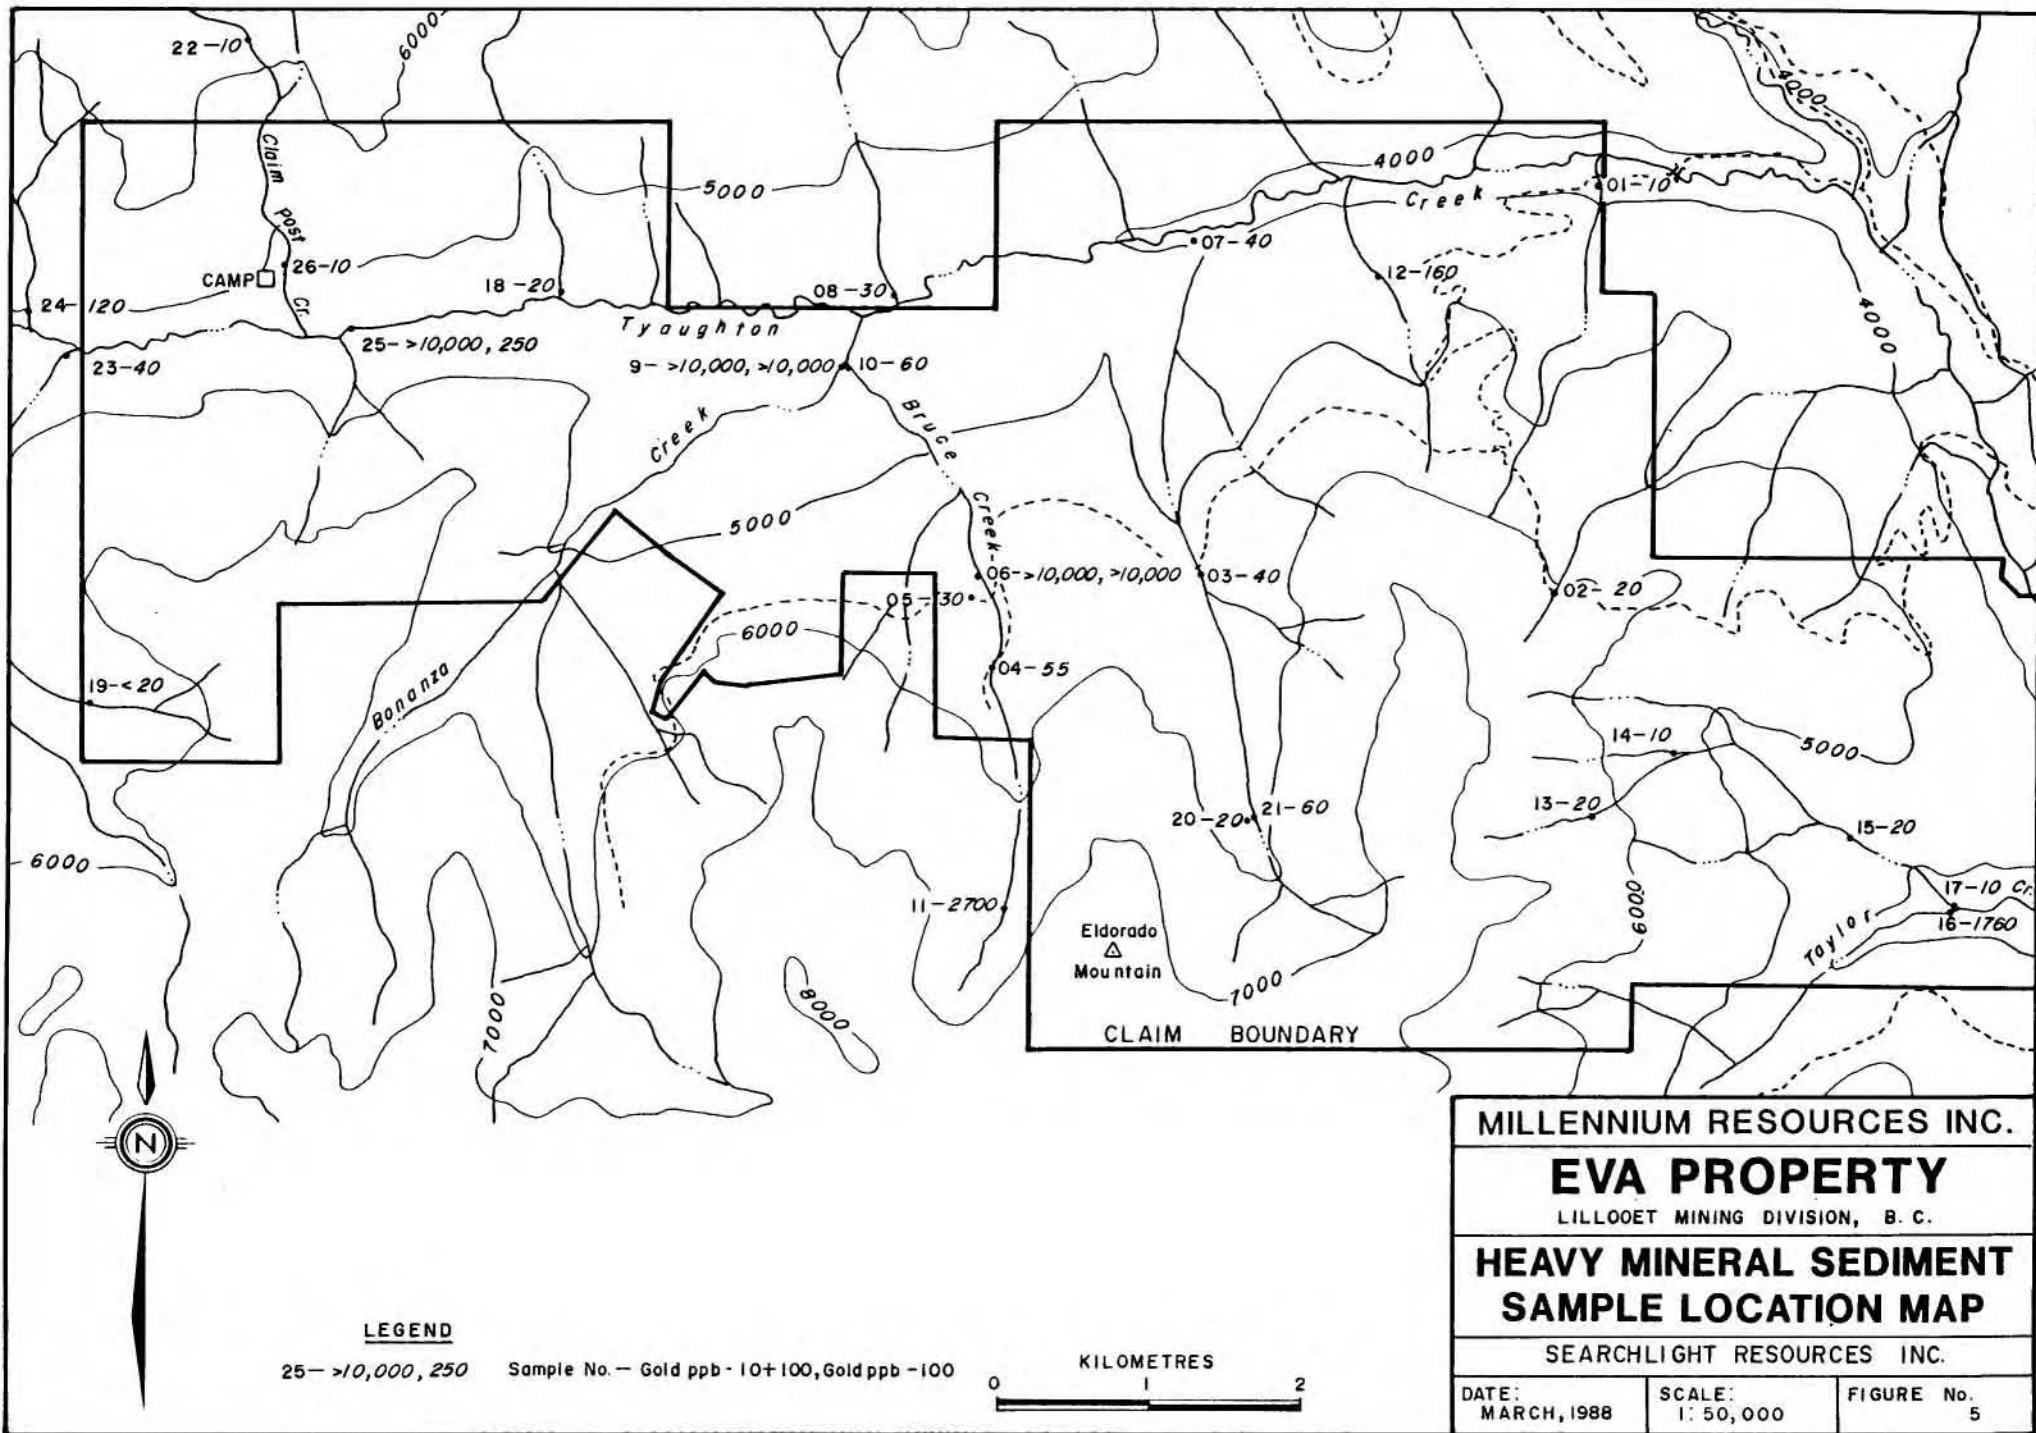 22-10
6000
4000
Claim
Post
Cr.
5000
4000
Creek
01-10
07-40
26-10
CAMP
12-160
18-20
08-30
24-120
Tyaughton
4000
25->10,000, 250
23-40
9->10,000, >10,000
10-60
Bruce
Creek
Creek
5000
Creek
06->10,000, >10,000
03-40
05-30
02-20
6000
04-55
19-<20
Bonanza
14-10
5000
13-20
20-20
21-60
15-20
6000
6000
17-10 Cr.
11-2700
16-1760
Taylor
Eldorado
Mountain
7000
7000
8000
CLAIM BOUNDARY
N
MILLENNIUM RESOURCES INC.
EVA PROPERTY
LILLOOET MINING DIVISION, B. C.
HEAVY MINERAL SEDIMENT
SAMPLE LOCATION MAP
SEARCHLIGHT RESOURCES INC.
DATE:
MARCH, 1988
SCALE:
1:50,000
FIGURE No.
5
LEGEND
25->10,000, 250 Sample No. - Gold ppb - 10+100, Gold ppb -100
KILOMETRES
0 1 2